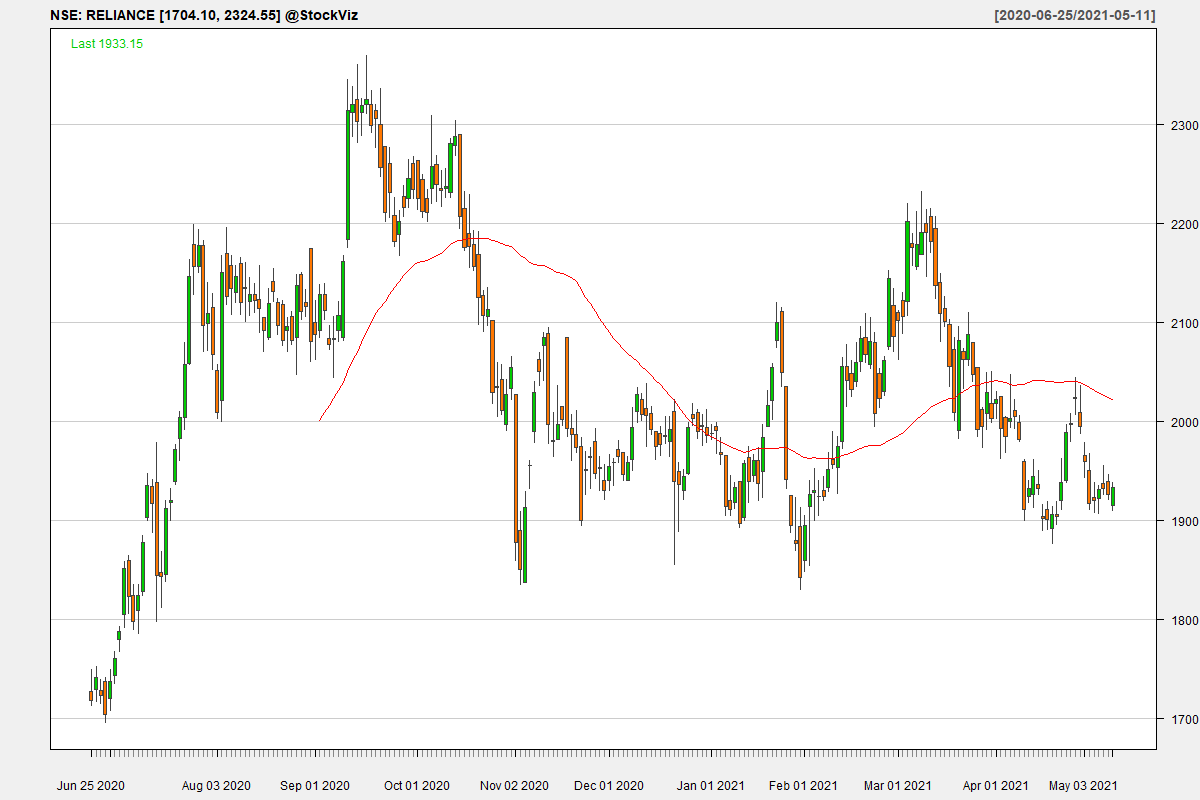 NSE: RELIANCE [1704.10, 2324.55] @StockViz
[2020-06-25/2021-05-11]
Last 1933.15
2300
2200
2100
2000
1900
1800
1700
Jun 25 2020
Aug 03 2020
Sep 01 2020
Oct 01 2020
Nov 02 2020
Dec 01 2020
Jan 01 2021
Feb 01 2021
Mar 01 2021
Apr 01 2021
May 03 2021